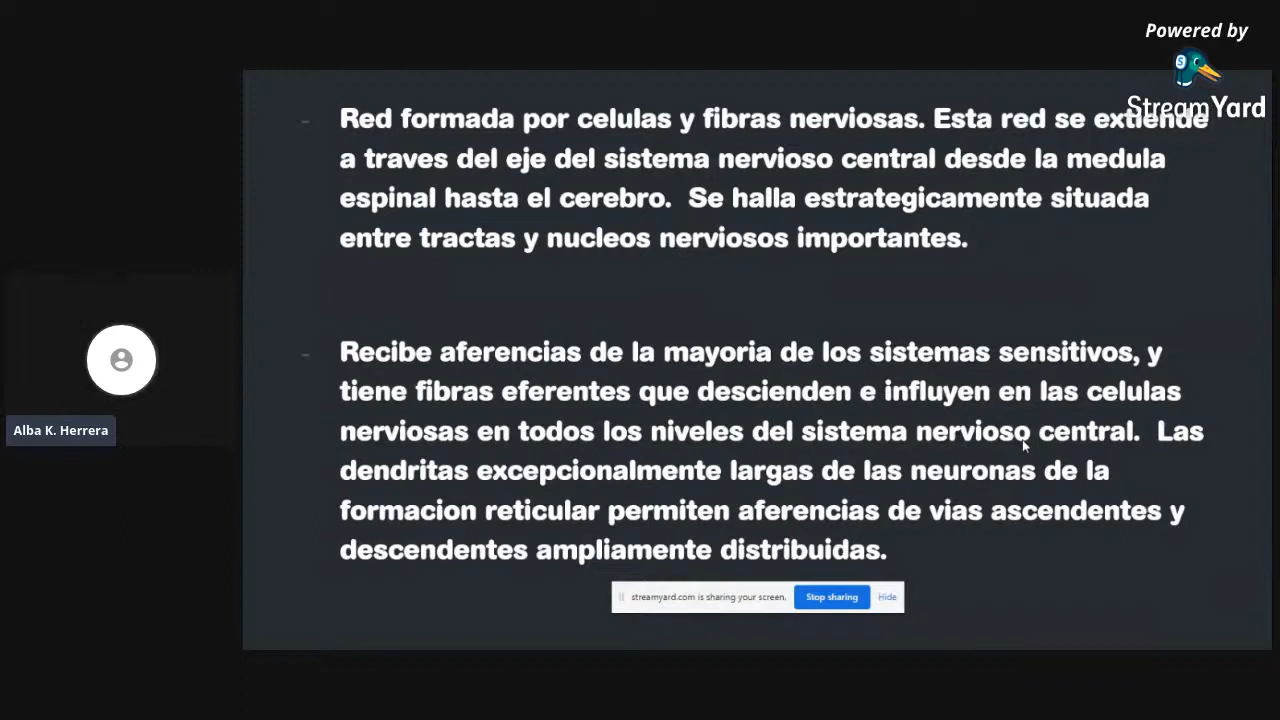 Powered by
StreamYard
- Red formada por celulas y fibras nerviosas. Esta red se extiende
a traves del eje del sistema nervioso central desde la medula
espinal hasta el cerebro. Se halla estrategicamente situada
entre tractas y nucleos nerviosos importantes.
- Recibe aferencias de la mayoria de los sistemas sensitivos, y
tiene fibras eferentes que descienden e influyen en las celulas
nerviosas en todos los niveles del sistema nervioso central. Las
dendritas excepcionalmente largas de las neuronas de la
formacion reticular permiten aferencias de vias ascendentes y
descendentes ampliamente distribuidas.
Alba K. Herrera
streamyard.com is sharing your screen. Stop sharing Hide